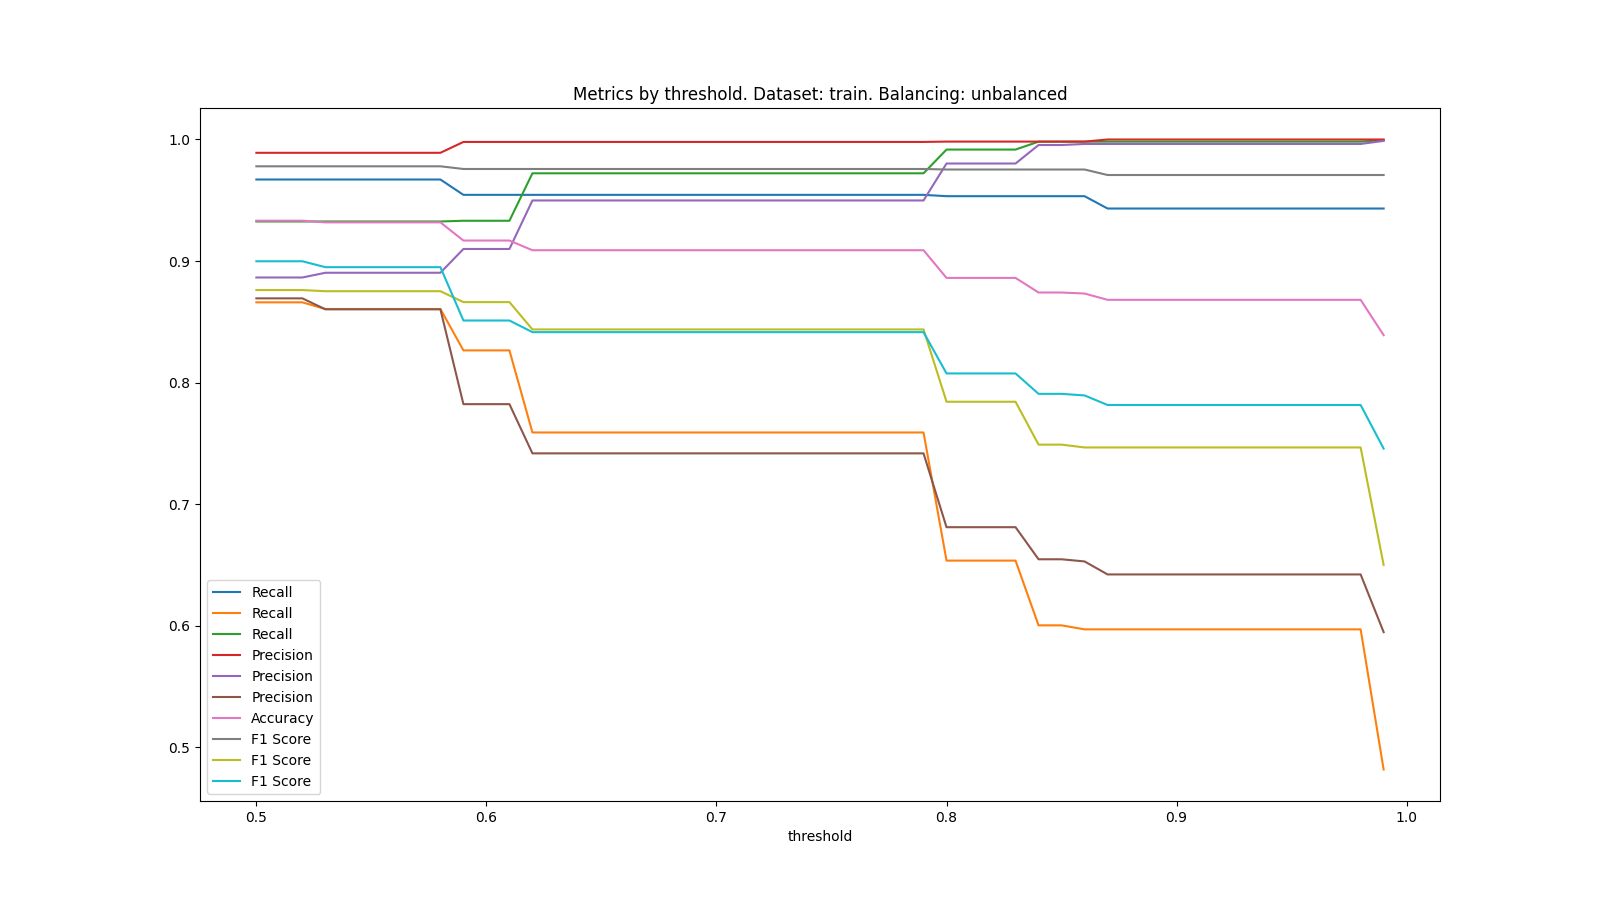 Metrics by threshold. Dataset: train. Balancing: unbalanced
1.0
0.9
0.8
0.7
0.6
0.5
Recall
Recall
Recall
Precision
Precision
Precision
Accuracy
F1 Score
F1 Score
F1 Score
0.5 0.6 0.7 0.8 0.9 1.0
threshold